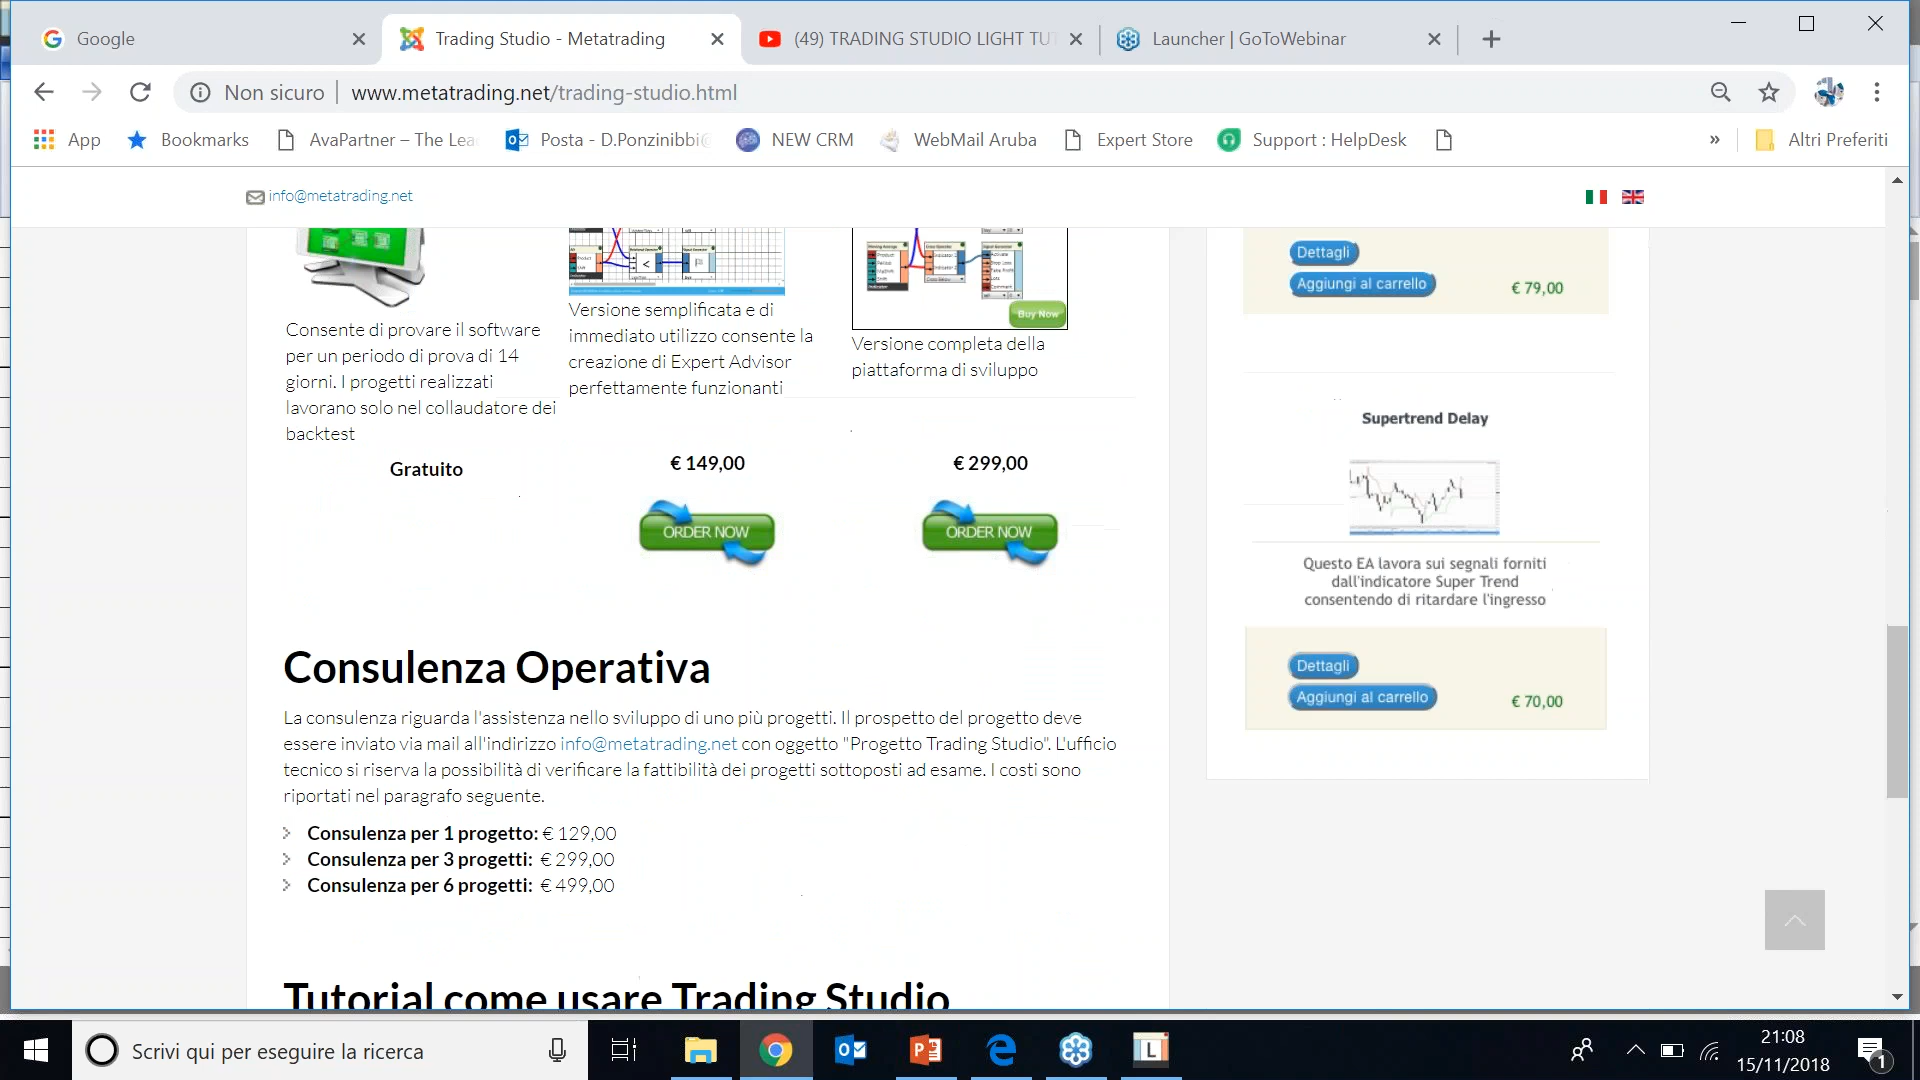 Google
Trading Studio - Metatrading
(49) TRADING STUDIO LIGHT TUT
Launcher | GoToWebinar
Non sicuro
www.metatrading.net/trading-studio.html
App
Bookmarks
AvaPartner – The Lea
Posta - D.Ponzinibbi@
NEW CRM
WebMail Aruba
Expert Store
Support : HelpDesk
»
Altri Preferiti
info@metatrading.net
Consente di provare il software
per un periodo di prova di 14
giorni. I progetti realizzati
lavorano solo nel collaudatore dei
backtest
Gratuito
Versione semplificata e di
immediato utilizzo consente la
creazione di Expert Advisor
perfettamente funzionanti
€ 149,00
ORDER NOW
Buy Now
Versione completa della
piattaforma di sviluppo
€ 299,00
ORDER NOW
Consulenza Operativa
La consulenza riguarda l'assistenza nello sviluppo di uno più progetti. Il prospetto del progetto deve
essere inviato via mail all'indirizzo info@metatrading.net con oggetto "Progetto Trading Studio". L'ufficio
tecnico si riserva la possibilità di verificare la fattibilità dei progetti sottoposti ad esame. I costi sono
riportati nel paragrafo seguente.
Consulenza per 1 progetto: € 129,00
Consulenza per 3 progetti: € 299,00
Consulenza per 6 progetti: € 499,00
Tutorial come usare Trading Studio
Dettagli
Aggiungi al carrello
€ 79,00
Supertrend Delay
Questo EA lavora sui segnali forniti
dall'indicatore Super Trend
consentendo di ritardare l'ingresso
Dettagli
Aggiungi al carrello
€ 70,00
Scrivi qui per eseguire la ricerca
L
21:08
15/11/2018
1